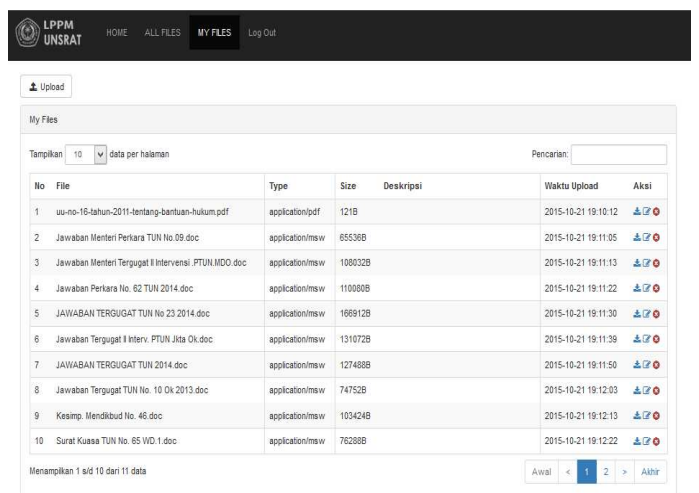 LPPM
UNSRAT
HOME ALL FILES MY FILES Log Out
Upload
My Files
Tampilkan 10 data per halaman Pencarian:
No File Type Size Deskripsi Waktu Upload Aksi
1 uu-no-16-tahun-2011-tentang-bantuan-hukum.pdf application/pdf 121B 2015-10-21 19:10:12
2 Jawaban Menteri Perkara TUN No.09.doc application/msw 65536B 2015-10-21 19:11:05
3 Jawaban Menteri Tergugat II Intervensi .PTUN.MDO.doc application/msw 108032B 2015-10-21 19:11:13
4 Jawaban Perkara No. 62 TUN 2014.doc application/msw 110080B 2015-10-21 19:11:22
5 JAWABAN TERGUGAT TUN No 23 2014.doc application/msw 166912B 2015-10-21 19:11:30
6 Jawaban Tergugat II Interv. PTUN Jkta Ok.doc application/msw 131072B 2015-10-21 19:11:39
7 JAWABAN TERGUGAT TUN 2014.doc application/msw 127488B 2015-10-21 19:11:50
8 Jawaban Tergugat TUN No. 10 Ok 2013.doc application/msw 74752B 2015-10-21 19:12:03
9 Kesimp. Mendikbud No. 46.doc application/msw 103424B 2015-10-21 19:12:13
10 Surat Kuasa TUN No. 65 WD.1.doc application/msw 76288B 2015-10-21 19:12:22
Menampilkan 1 s/d 10 dari 11 data Awal < 1 2 > Akhir